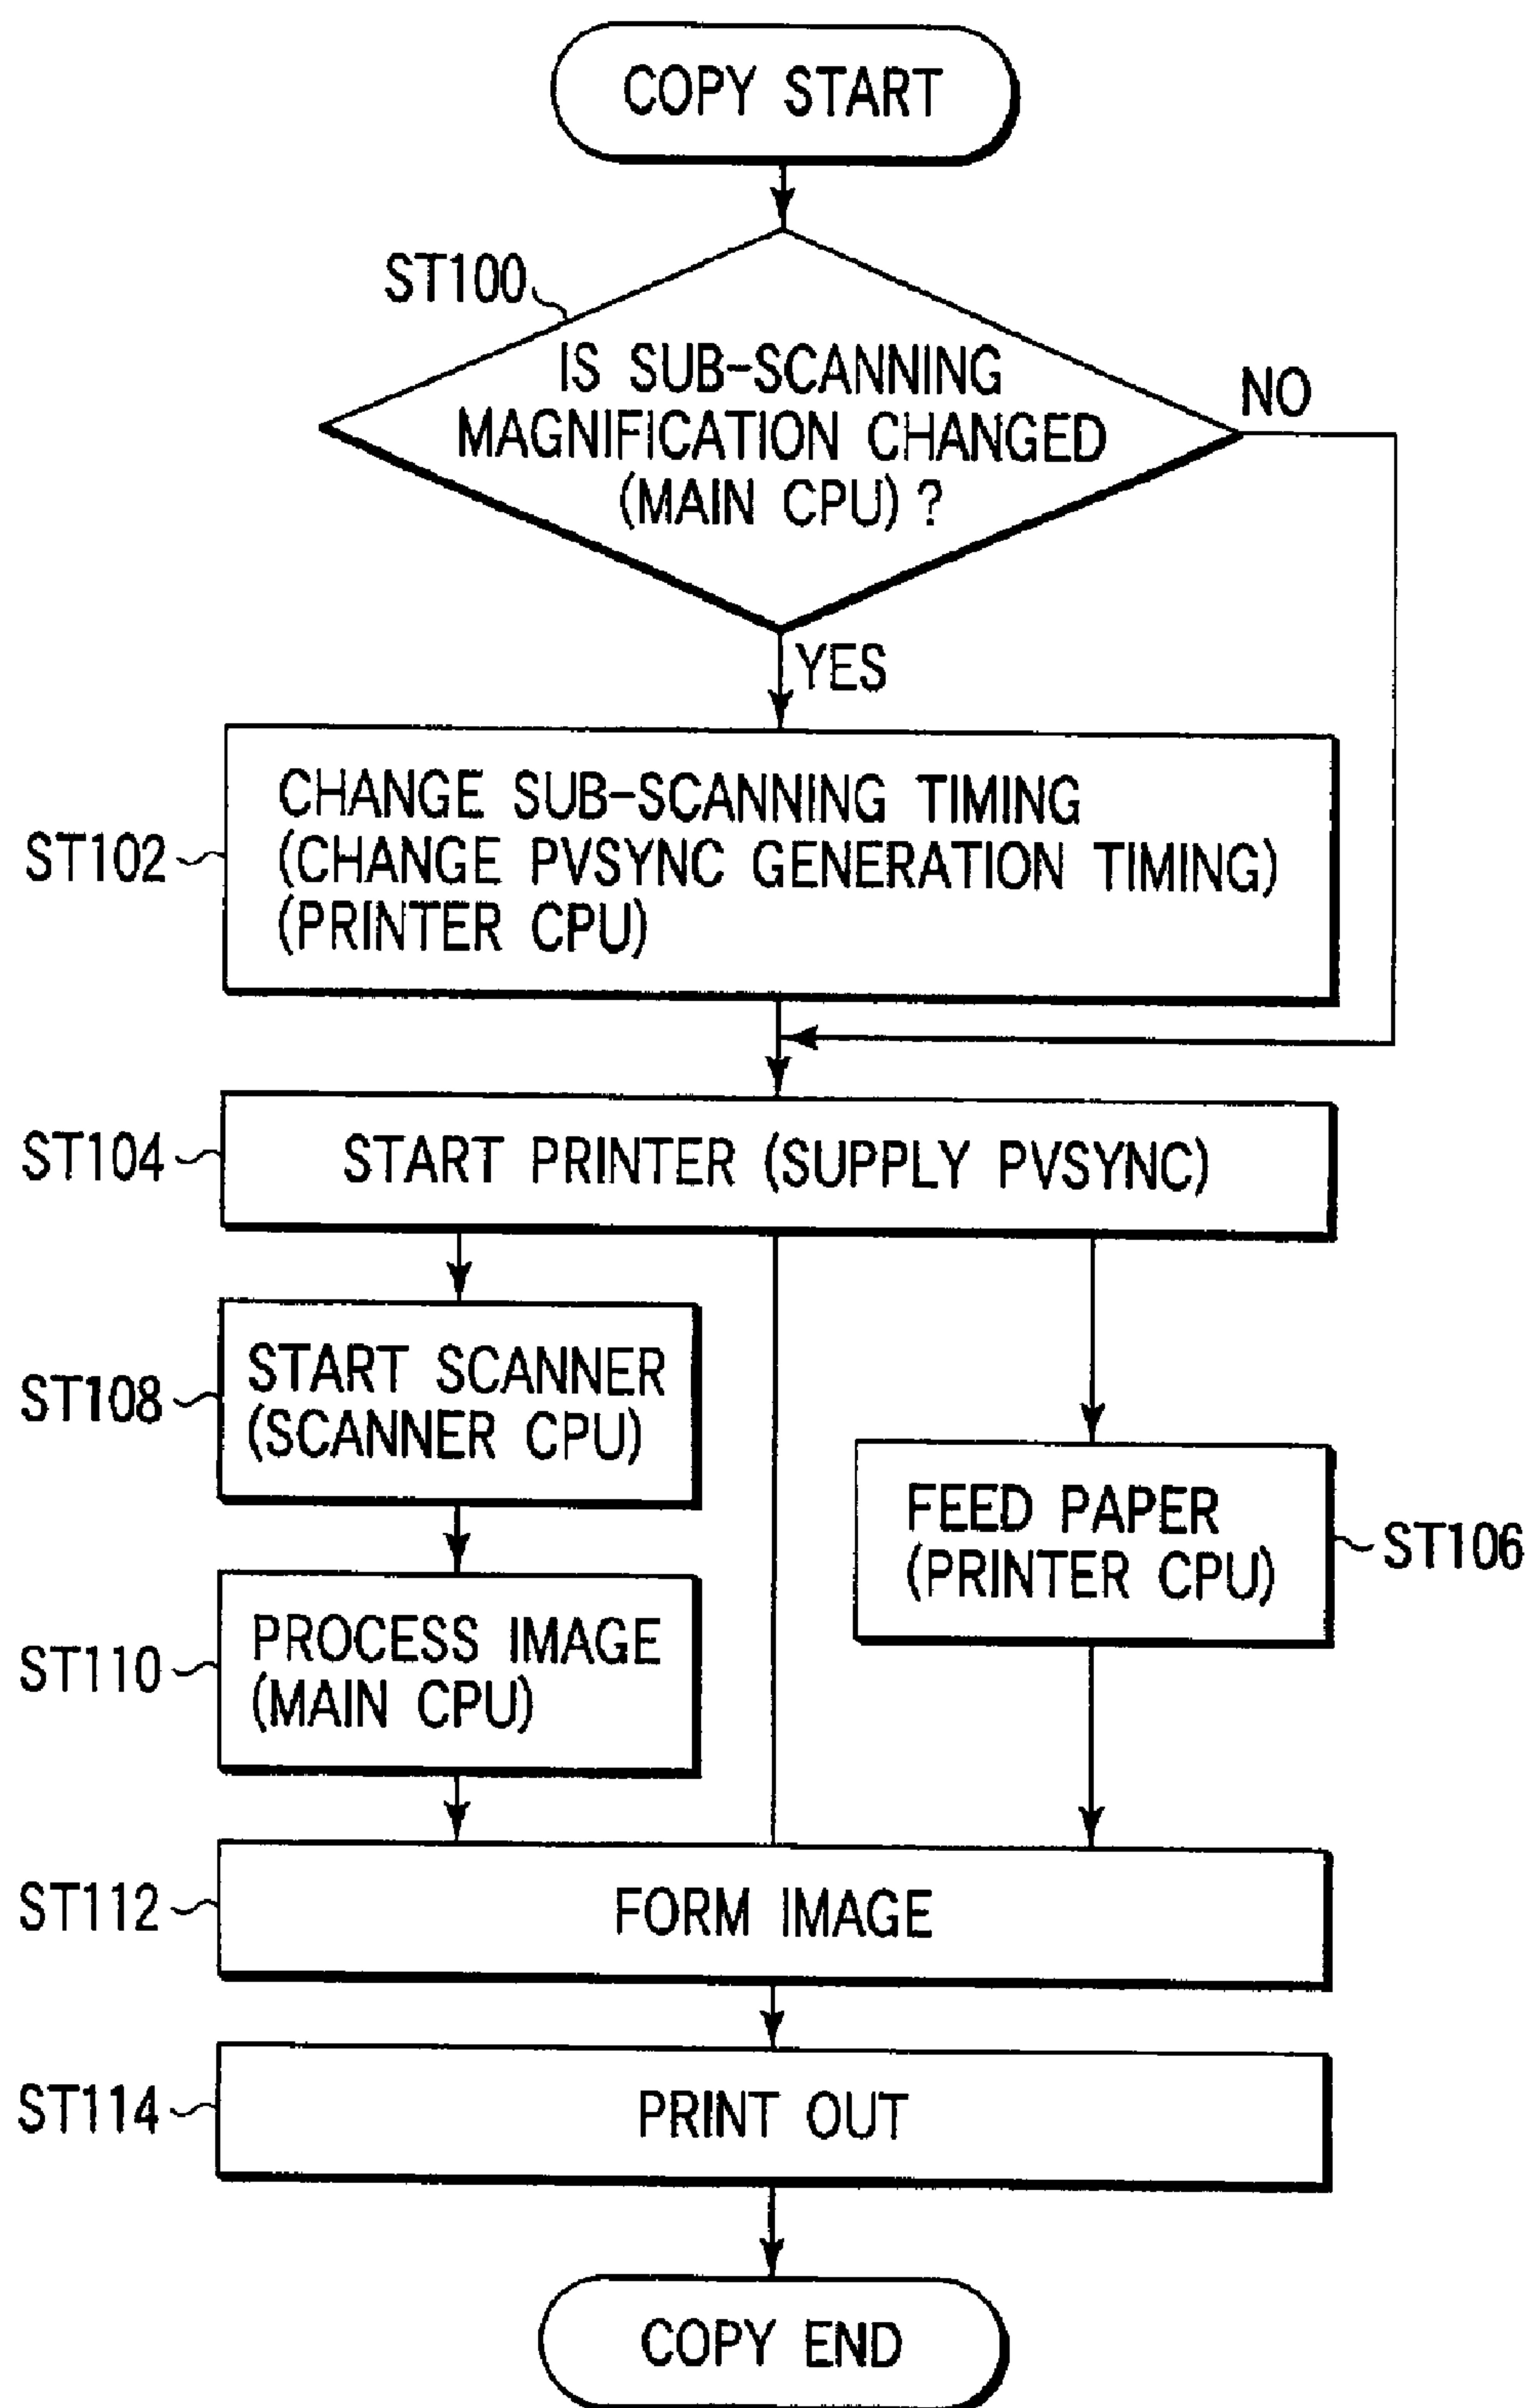 COPY START
ST100
IS SUB-SCANNING
MAGNIFICATION CHANGED
(MAIN CPU) ?
NO
YES
ST102
CHANGE SUB-SCANNING TIMING
(CHANGE PVSYNC GENERATION TIMING)
(PRINTER CPU)
ST104
START PRINTER (SUPPLY PVSYNC)
ST108
START SCANNER
(SCANNER CPU)
FEED PAPER
(PRINTER CPU)
ST106
ST110
PROCESS IMAGE
(MAIN CPU)
ST112
FORM IMAGE
ST114
PRINT OUT
COPY END